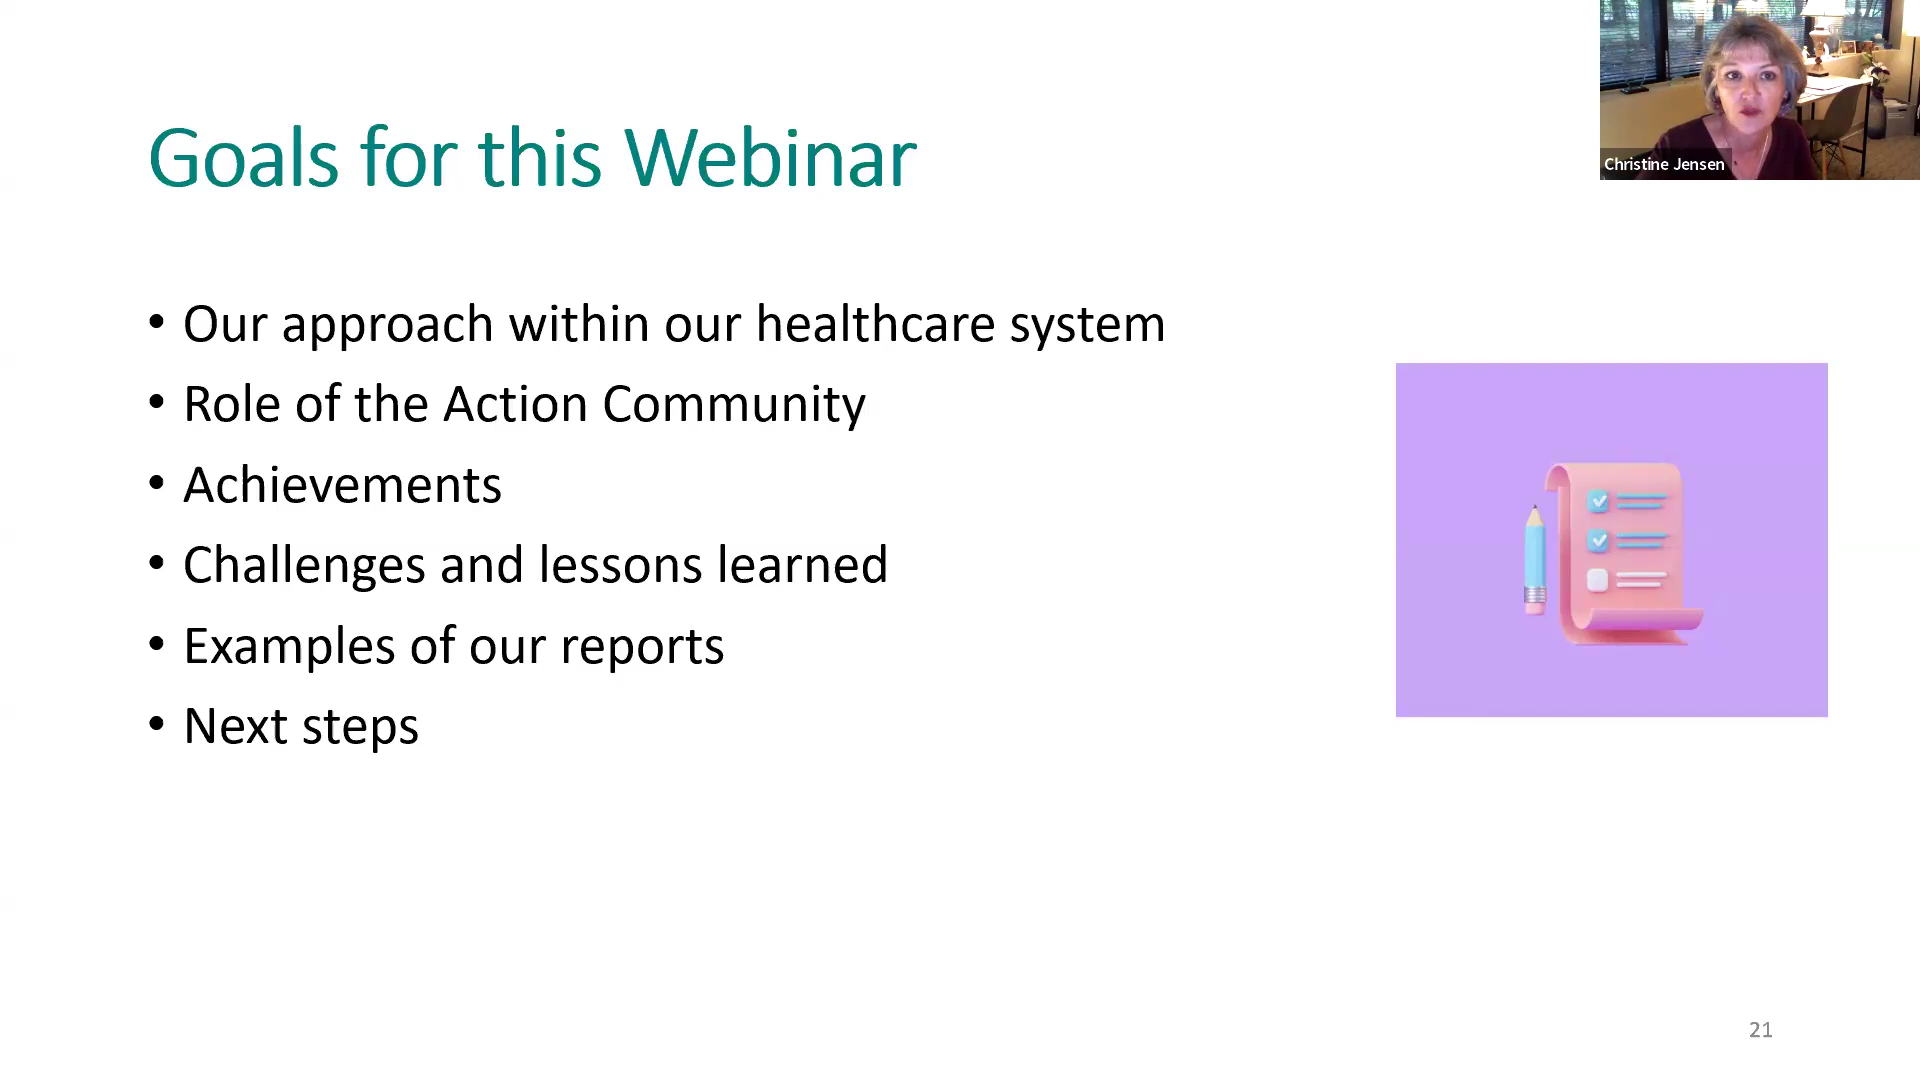 Christine Jensen
Goals for this Webinar
• Our approach within our healthcare system
• Role of the Action Community
• Achievements
• Challenges and lessons learned
• Examples of our reports
• Next steps
21